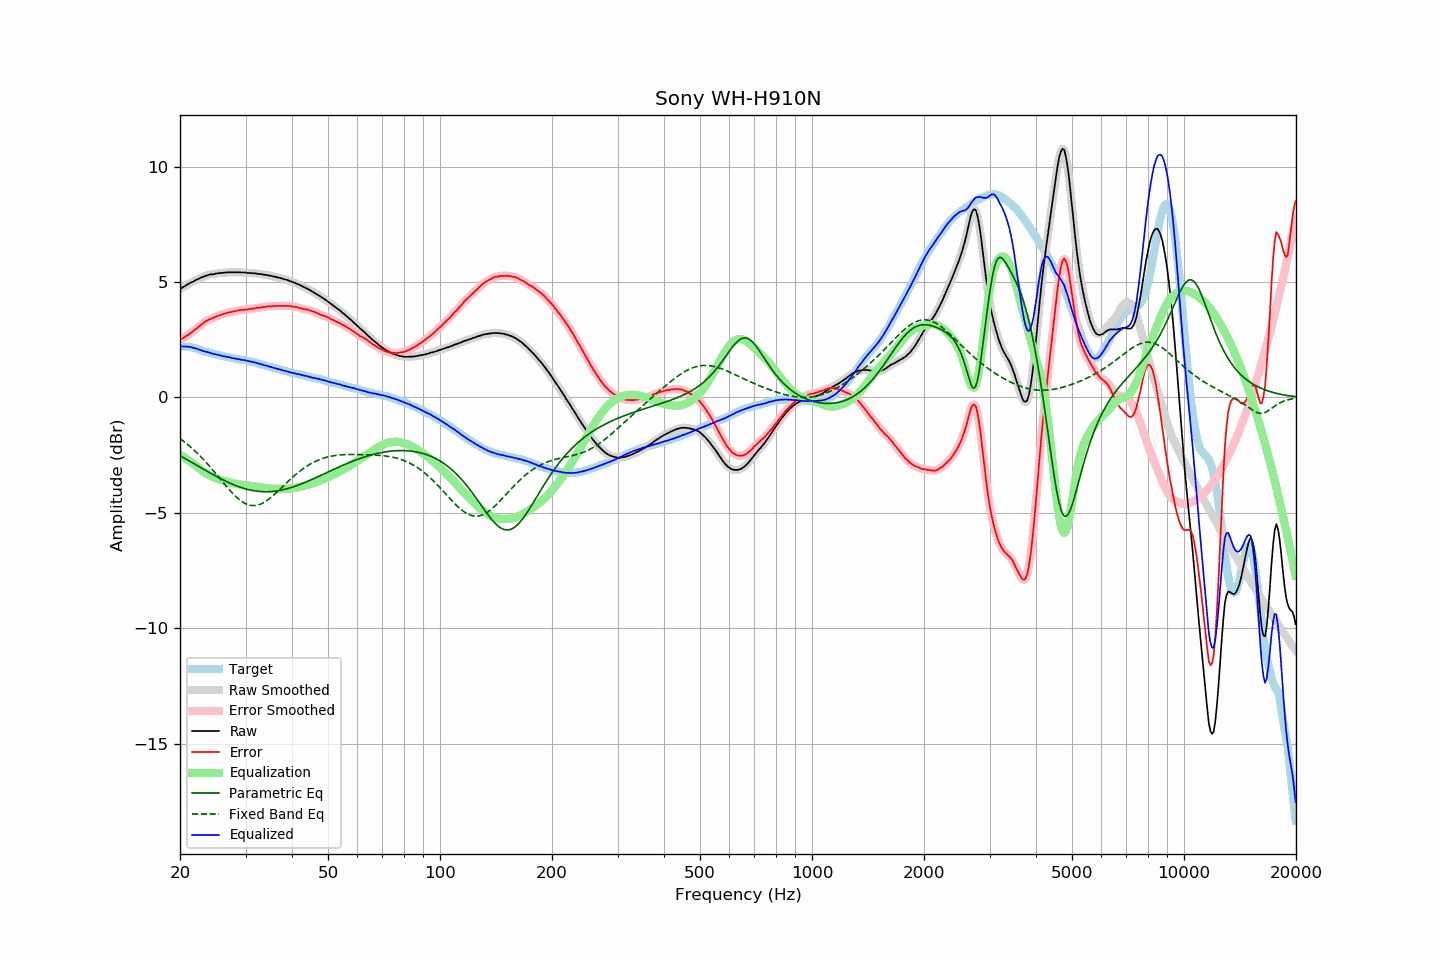 Sony WH-H910N
Amplitude (dBr)
10
5
0
−5
−10
−15
Target
Raw Smoothed
Error Smoothed
Raw
Error
Equalization
Parametric Eq
Fixed Band Eq
Equalized
20 50 100 200 500 1000 2000 5000 10000 20000
Frequency (Hz)